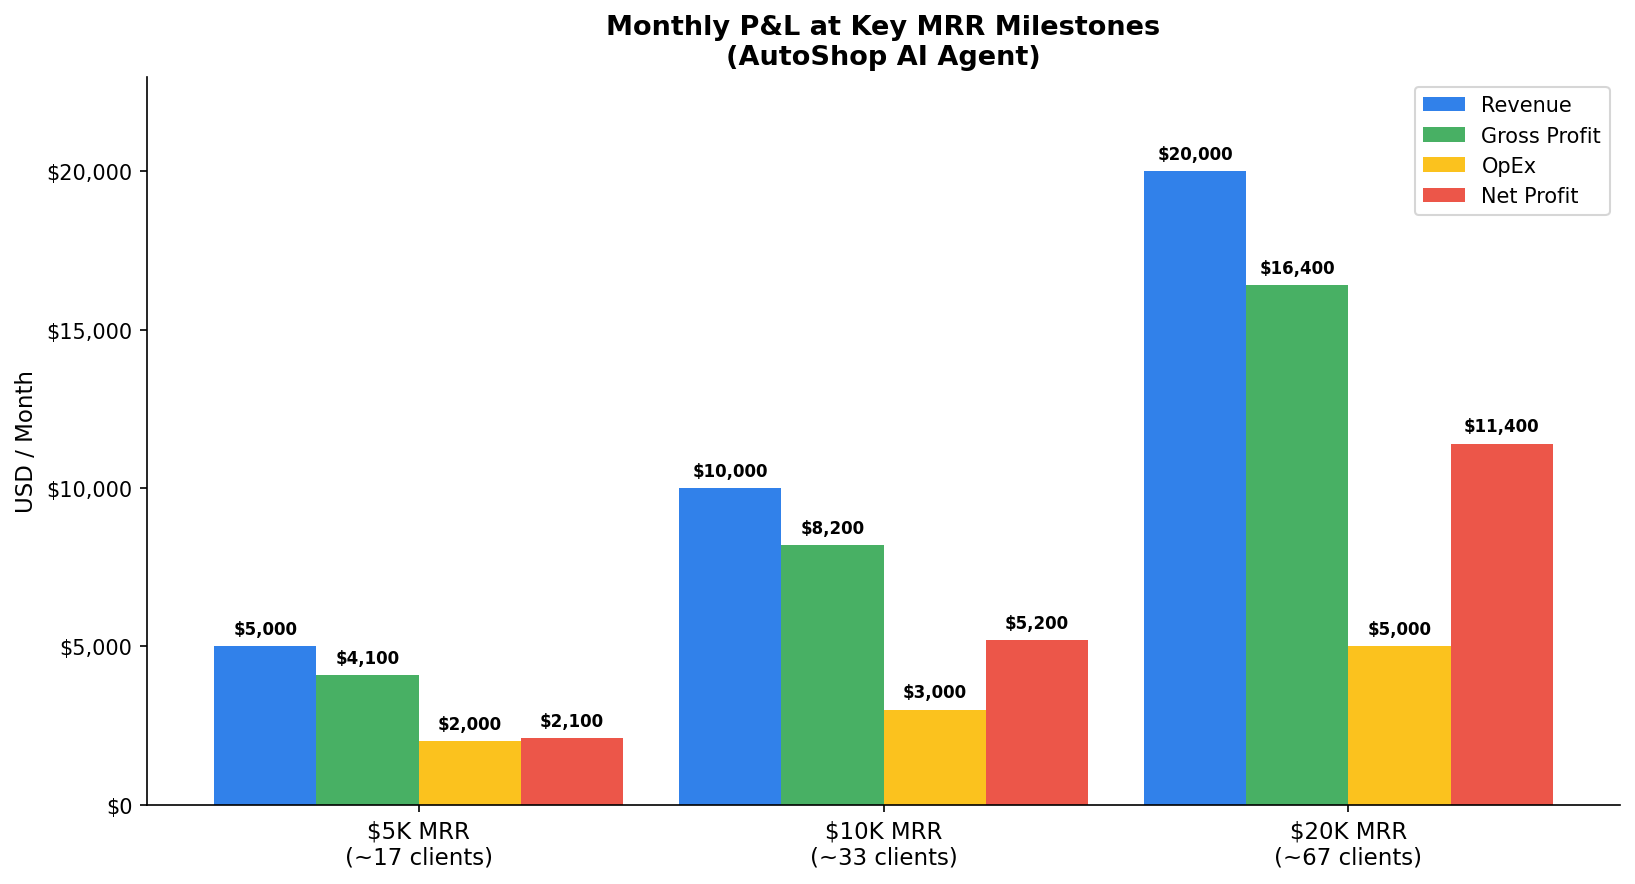 Monthly P&L at Key MRR Milestones
(AutoShop AI Agent)
Revenue
Gross Profit
OpEx
Net Profit
USD / Month
$20,000
$15,000
$10,000
$5,000
$0
$5,000
$4,100
$2,000
$2,100
$10,000
$8,200
$3,000
$5,200
$20,000
$16,400
$5,000
$11,400
$5K MRR
(~17 clients)
$10K MRR
(~33 clients)
$20K MRR
(~67 clients)